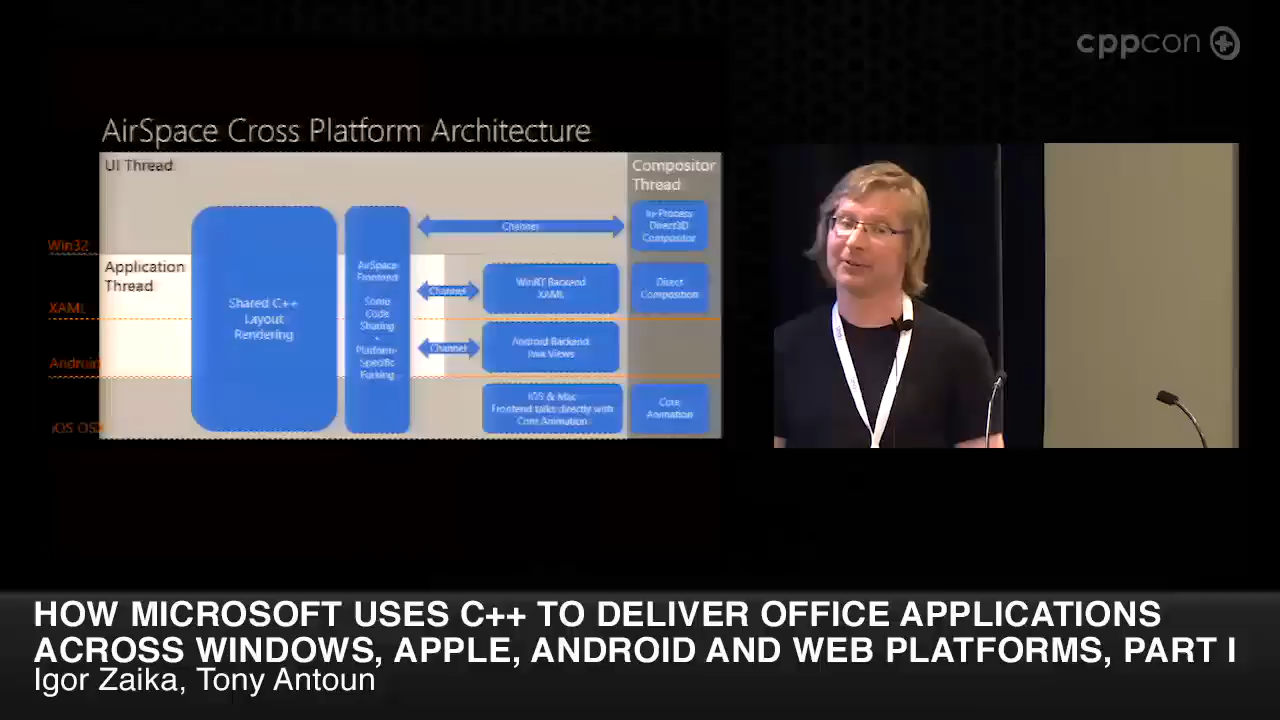 cppcon
AirSpace Cross Platform Architecture
UI Thread
Compositor
Thread
Win32
Application
Thread
XAML
Android
iOS OSX
Shared C++
Layout
Rendering
AirSpace
Frontend
Some
Code
Sharing
+
Platform-
Specific
Forking
Channel
In-Process
Direct3D
Compositor
Channel
WinRT Backend
XAML
Direct
Composition
Channel
Android Backend
Java Views
iOS & Mac
Frontend talks directly with
Core Animation
Core
Animation
HOW MICROSOFT USES C++ TO DELIVER OFFICE APPLICATIONS
ACROSS WINDOWS, APPLE, ANDROID AND WEB PLATFORMS, PART I
Igor Zaika, Tony Antoun